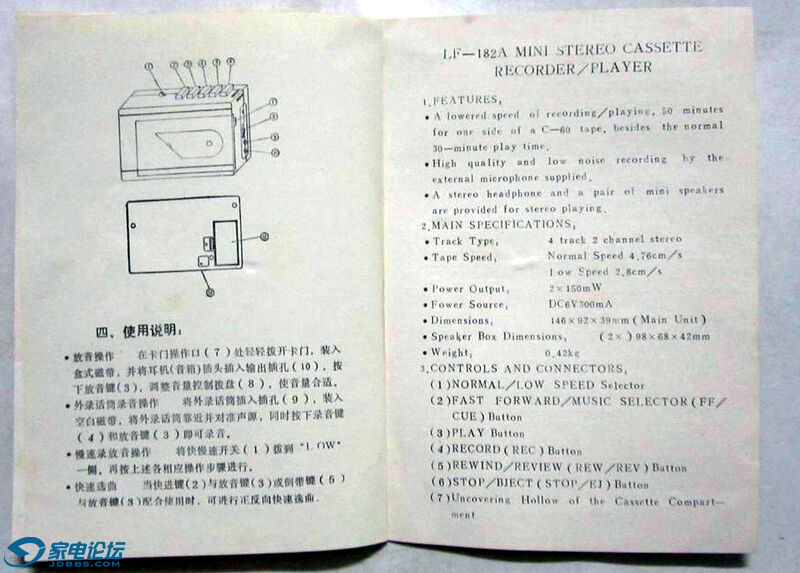 四、使用说明:
• 放音操作　在卡门操作口(7)处轻轻拨开卡门，装入
盒式磁带，并将耳机(音箱)插头插入输出插孔(10)，按
下放音键(3)，调整音量控制拨盘(8)，使音量合适。
• 外录话筒录音操作　将外录话筒插入插孔(9)，装入
空白磁带，将外录话筒靠近并对准声源，同时按下录音键
(4)和放音键(3)即可录音。
• 慢速录放音操作　将快慢速开关(1)拨到"LOW"
一侧，再按上述各相应操作步骤进行。
• 快速选曲　当快进键(2)与放音键(3)或倒带键(5)
与放音键(3)配合使用时，可进行正反向快速选曲.
LF—182A MINI STEREO CASSETTE
RECORDER/PLAYER
1.FEATURES,
• A lowered speed of recording/playing, 50 minutes
for one side of a C—60 tape, besides the normal
30—minute play time.
• High quality and low noise recording by the
external microphone supplied.
• A stereo headphone and a pair of mini speakers
are provided for stereo playing.
2.MAIN SPECIFICATIONS,
• Track Type, 4 track 2 channel stereo
• Tape Speed, Normal Speed 4.76cm/s
Low Speed 2.8cm/s
• Power Output: 2×150mW
• Fower Source: DC6V300mA
• Dimensions: 146×92×39mm(Main Unit)
• Speaker Box Dimensions: (2×)98×68×42mm
• Weight: 0.42kg
3.CONTROLS AND CONNECTORS,
(1)NORMAL/LOW SPEED Selector
(2)FAST FORWARD/MUSIC SELECTOR(FF/
CUE)Button
(3)PLAY Button
(4)RECORD(REC)Button
(5)REWIND/REVIEW(REW/REV)Button
(6)STOP/BJECT(STOP/EJ)Button
(7)Uncovering Hollow of the Cassette Compart—
ment
家电论坛
JDBBS.COM